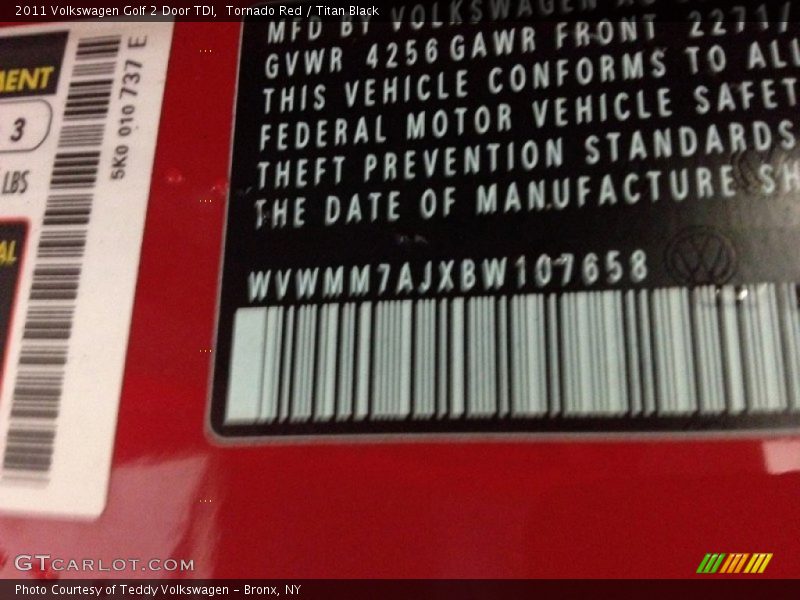 2011 Volkswagen Golf 2 Door TDI, Tornado Red / Titan Black
MENT
3
LBS
AL
5K0 010 737 E
MFD BY VOLKSWAGEN
GVWR 4256 GAWR FRONT 2271/
THIS VEHICLE CONFORMS TO ALL
FEDERAL MOTOR VEHICLE SAFET
THEFT PREVENTION STANDARDS
THE DATE OF MANUFACTURE SH
WVWMM7AJXBW107658
GTCARLOT.COM
Photo Courtesy of Teddy Volkswagen - Bronx, NY